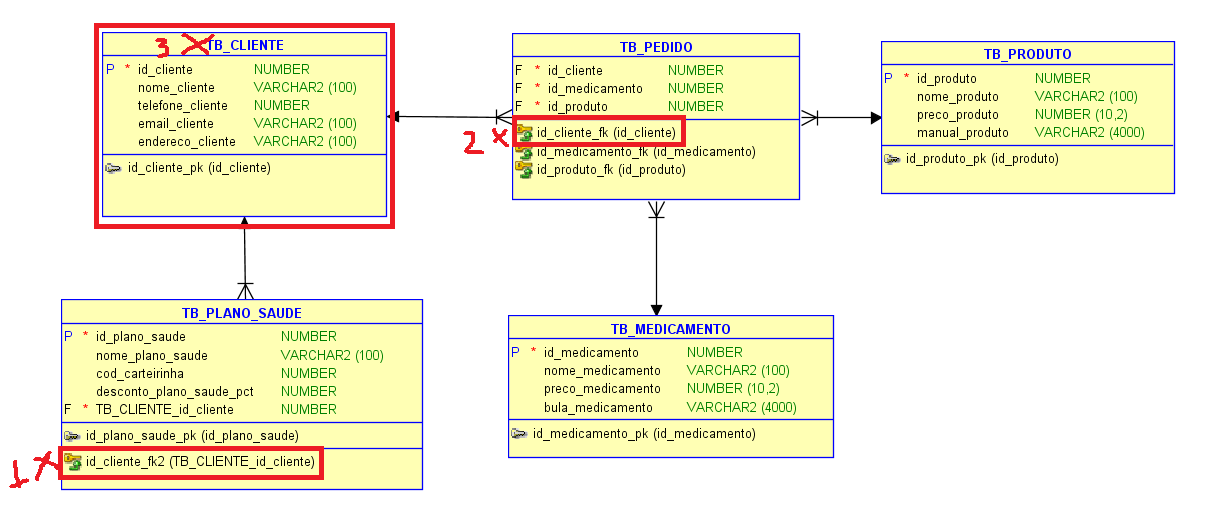 3 X TB_CLIENTE
P * id_cliente NUMBER
nome_cliente VARCHAR2 (100)
telefone_cliente NUMBER
email_cliente VARCHAR2 (100)
endereco_cliente VARCHAR2 (100)
id_cliente_pk (id_cliente)
TB_PEDIDO
F * id_cliente NUMBER
F * id_medicamento NUMBER
F * id_produto NUMBER
2 X id_cliente_fk (id_cliente)
id_medicamento_fk (id_medicamento)
id_produto_fk (id_produto)
TB_PRODUTO
P * id_produto NUMBER
nome_produto VARCHAR2 (100)
preco_produto NUMBER (10,2)
manual_produto VARCHAR2 (4000)
id_produto_pk (id_produto)
TB_PLANO_SAUDE
P * id_plano_saude NUMBER
nome_plano_saude VARCHAR2 (100)
cod_carteirinha NUMBER
desconto_plano_saude_pct NUMBER
F * TB_CLIENTE_id_cliente NUMBER
id_plano_saude_pk (id_plano_saude)
1 X id_cliente_fk2 (TB_CLIENTE_id_cliente)
TB_MEDICAMENTO
P * id_medicamento NUMBER
nome_medicamento VARCHAR2 (100)
preco_medicamento NUMBER (10,2)
bula_medicamento VARCHAR2 (4000)
id_medicamento_pk (id_medicamento)